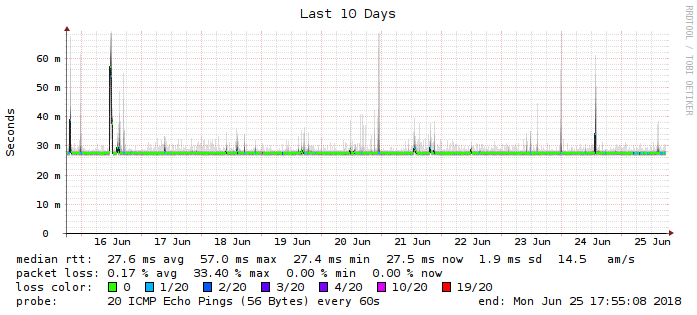 Last 10 Days
RRDTOOL / TOBI OETIKER
Seconds
60 m
50 m
40 m
30 m
20 m
10 m
0
16 Jun 17 Jun 18 Jun 19 Jun 20 Jun 21 Jun 22 Jun 23 Jun 24 Jun 25 Jun
median rtt: 27.6 ms avg 57.0 ms max 27.4 ms min 27.5 ms now 1.9 ms sd 14.5 am/s
packet loss: 0.17 % avg 33.40 % max 0.00 % min 0.00 % now
loss color: 0 1/20 2/20 3/20 4/20 10/20 19/20
probe: 20 ICMP Echo Pings (56 Bytes) every 60s end: Mon Jun 25 17:55:08 2018